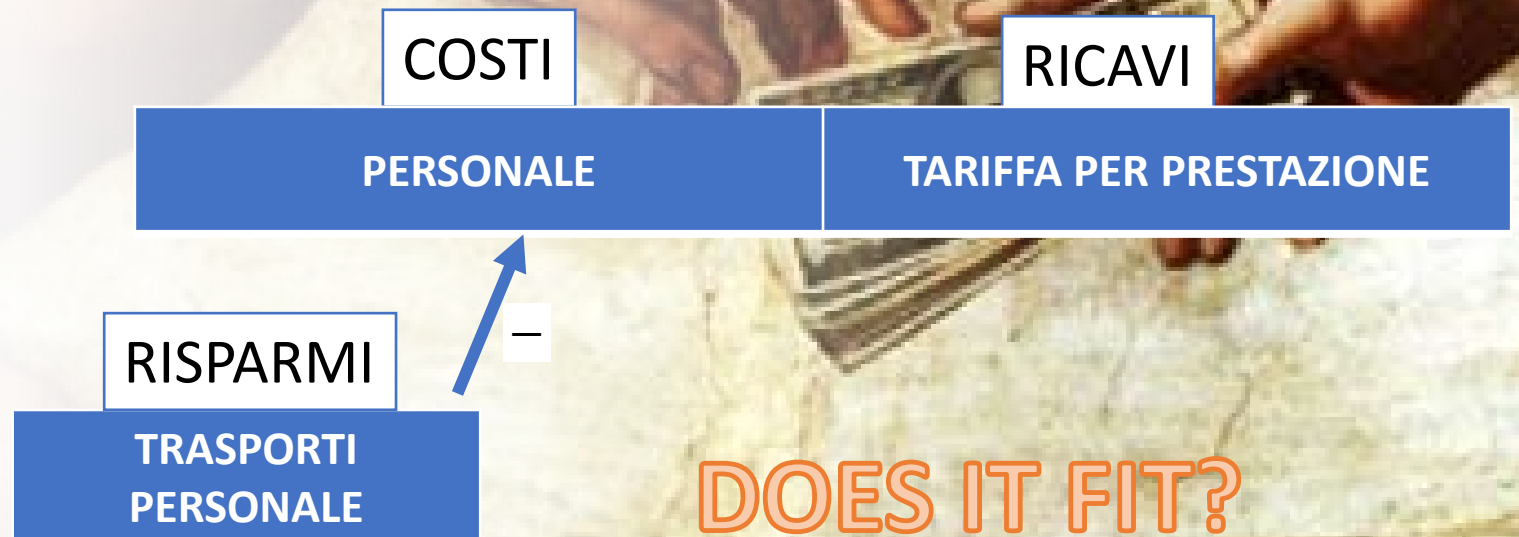 COSTI
RICAVI
PERSONALE
TARIFFA PER PRESTAZIONE
–
RISPARMI
TRASPORTI
PERSONALE
DOES IT FIT?